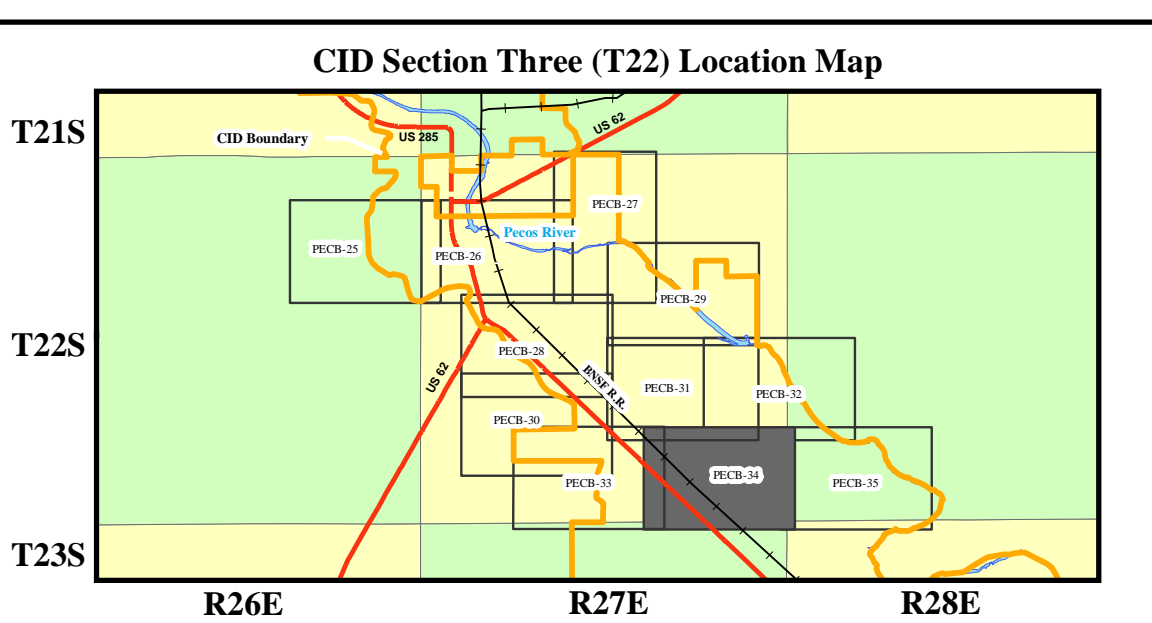 CID Section Three (T22) Location Map
T21S
US 62
US 285
CID Boundary
PECB-27
Pecos River
PECB-25
PECB-26
PECB-29
T22S
PECB-28
US 62
BNSF R.R.
PECB-31
PECB-32
PECB-30
PECB-34
PECB-33
PECB-35
T23S
R26E
R27E
R28E